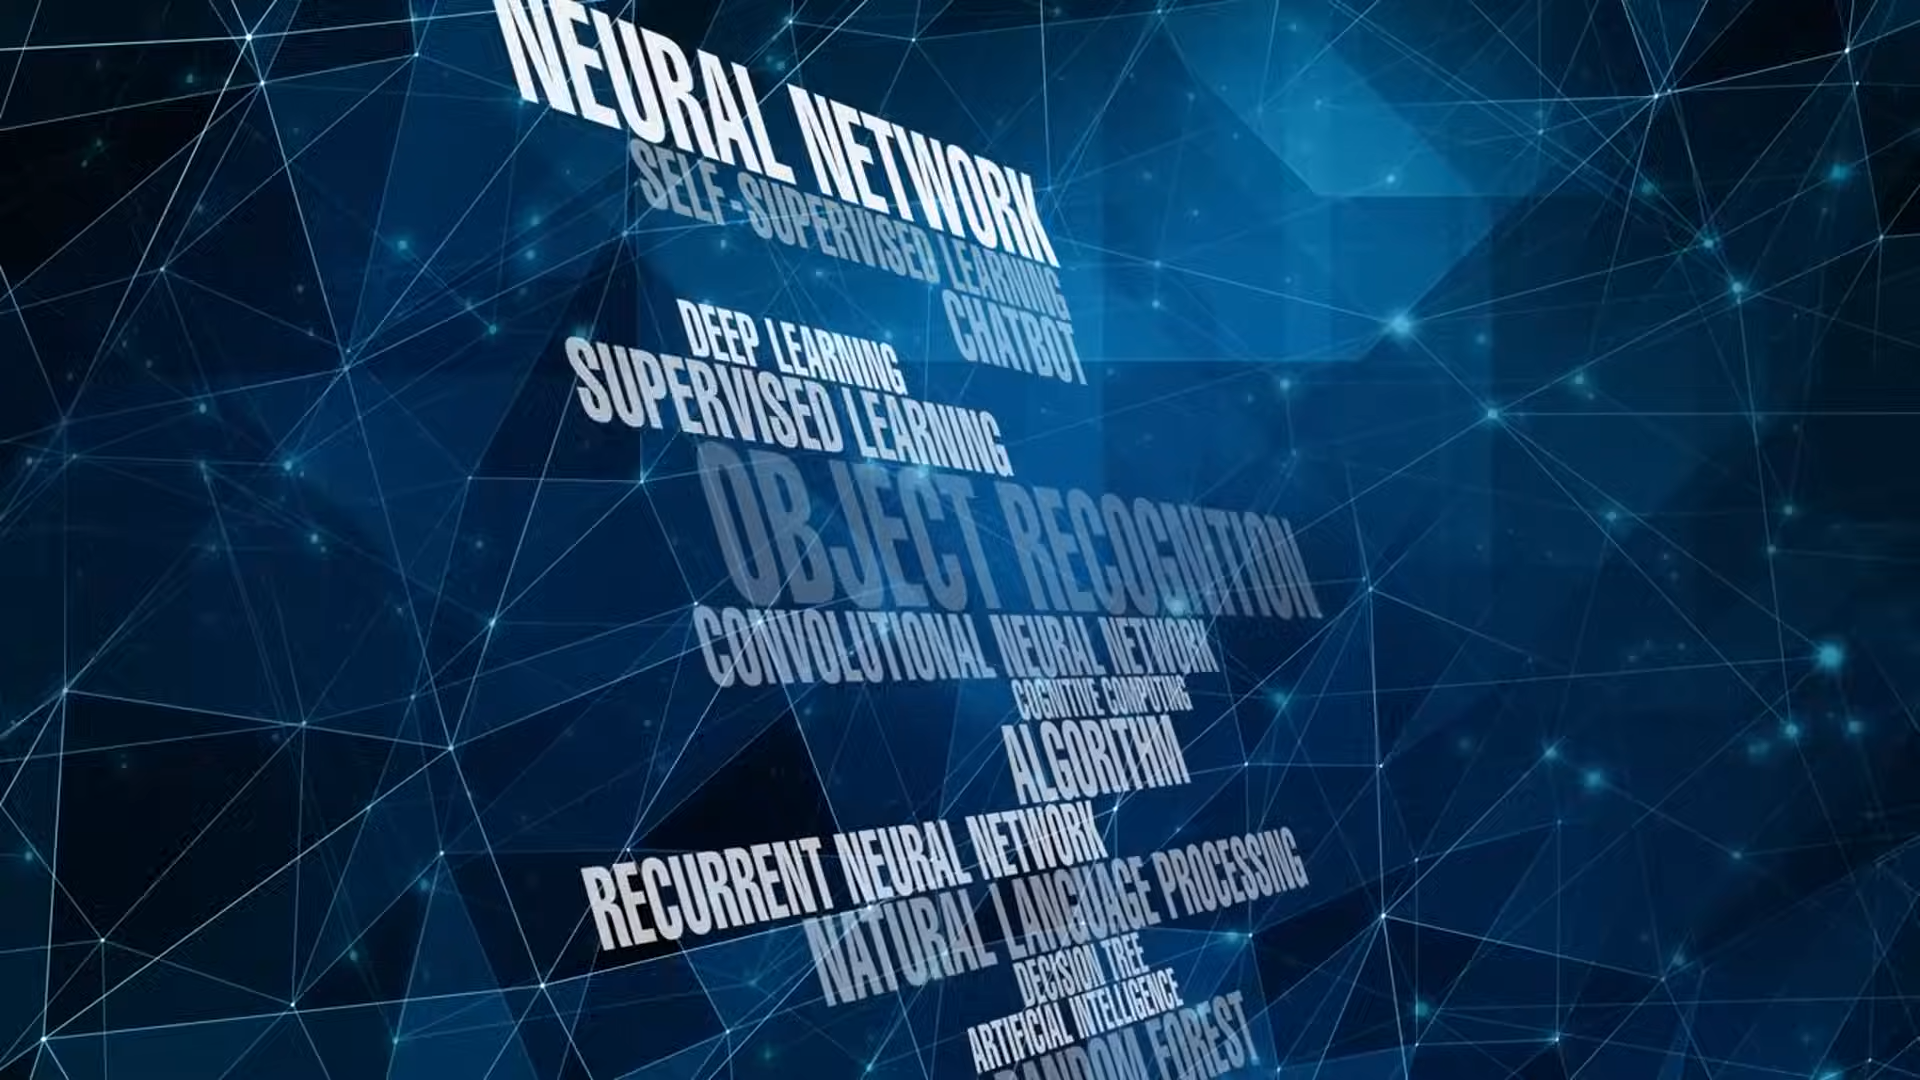 NEURAL NETWORK
SELF-SUPERVISED LEARNING
CHATBOT
DEEP LEARNING
SUPERVISED LEARNING
OBJECT RECOGNITION
CONVOLUTIONAL NEURAL NETWORK
COGNITIVE COMPUTING
ALGORITHM
RECURRENT NEURAL NETWORK
NATURAL LANGUAGE PROCESSING
DECISION TREE
ARTIFICIAL INTELLIGENCE
RANDOM FOREST